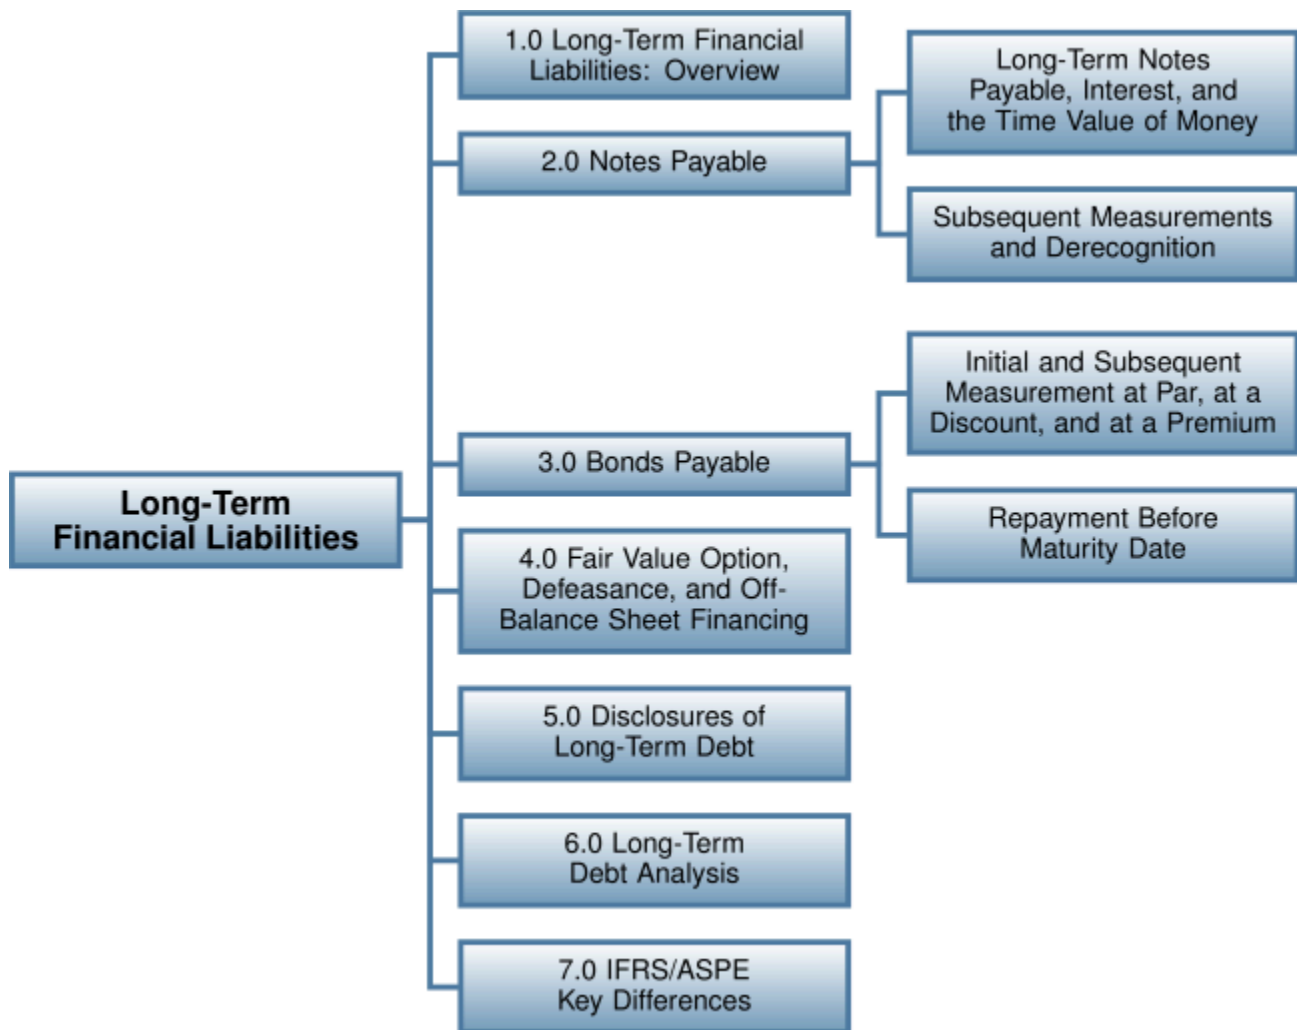 Long-Term
Financial Liabilities
1.0 Long-Term Financial
Liabilities: Overview
2.0 Notes Payable
Long-Term Notes
Payable, Interest, and
the Time Value of Money
Subsequent Measurements
and Derecognition
3.0 Bonds Payable
Initial and Subsequent
Measurement at Par, at a
Discount, and at a Premium
Repayment Before
Maturity Date
4.0 Fair Value Option,
Defeasance, and Off-
Balance Sheet Financing
5.0 Disclosures of
Long-Term Debt
6.0 Long-Term
Debt Analysis
7.0 IFRS/ASPE
Key Differences